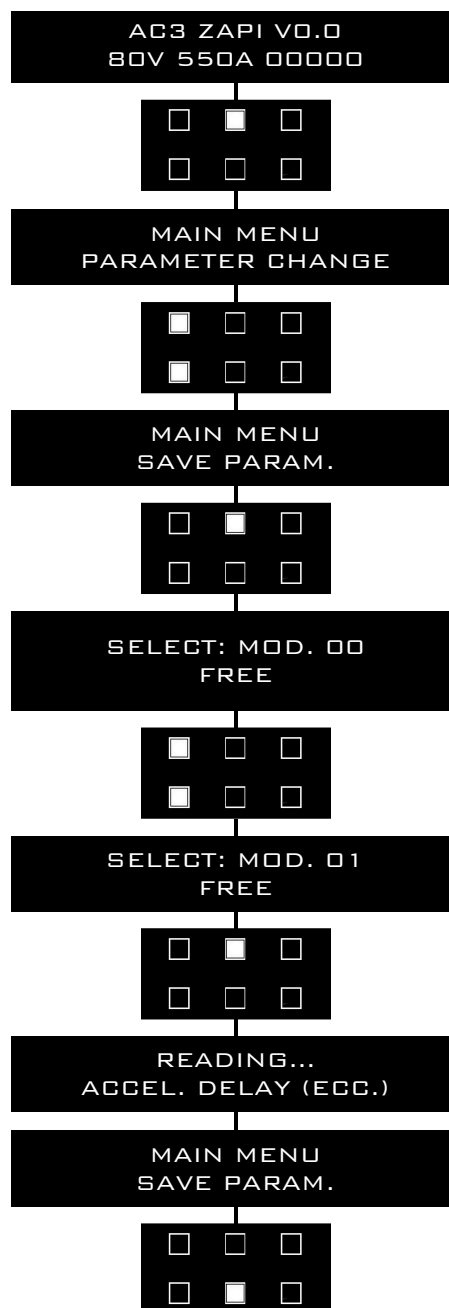 AC3 ZAPI V0.0
80V 550A 00000
MAIN MENU
PARAMETER CHANGE
MAIN MENU
SAVE PARAM.
SELECT: MOD. 00
FREE
SELECT: MOD. 01
FREE
READING...
ACCEL. DELAY (ECC.)
MAIN MENU
SAVE PARAM.